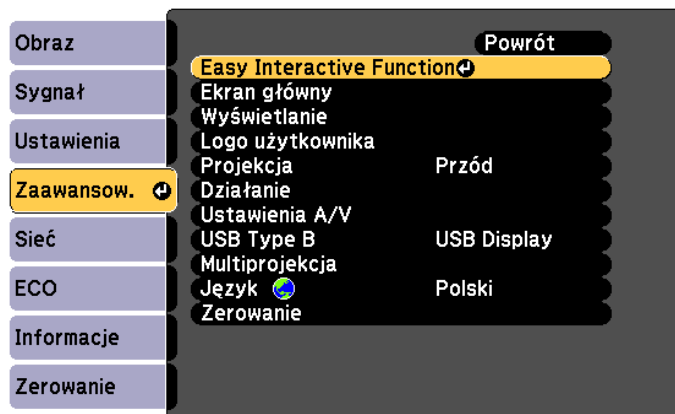 Obraz
Sygnał
Ustawienia
Zaawansow.
Sieć
ECO
Informacje
Zerowanie
Powrót
Easy Interactive Function
Ekran główny
Wyświetlanie
Logo użytkownika
Projekcja Przód
Działanie
Ustawienia A/V
USB Type B USB Display
Multiprojekcja
Język Polski
Zerowanie